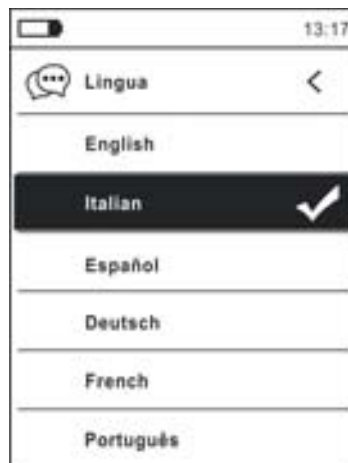 13:17
Lingua
English
Italian
Español
Deutsch
French
Português